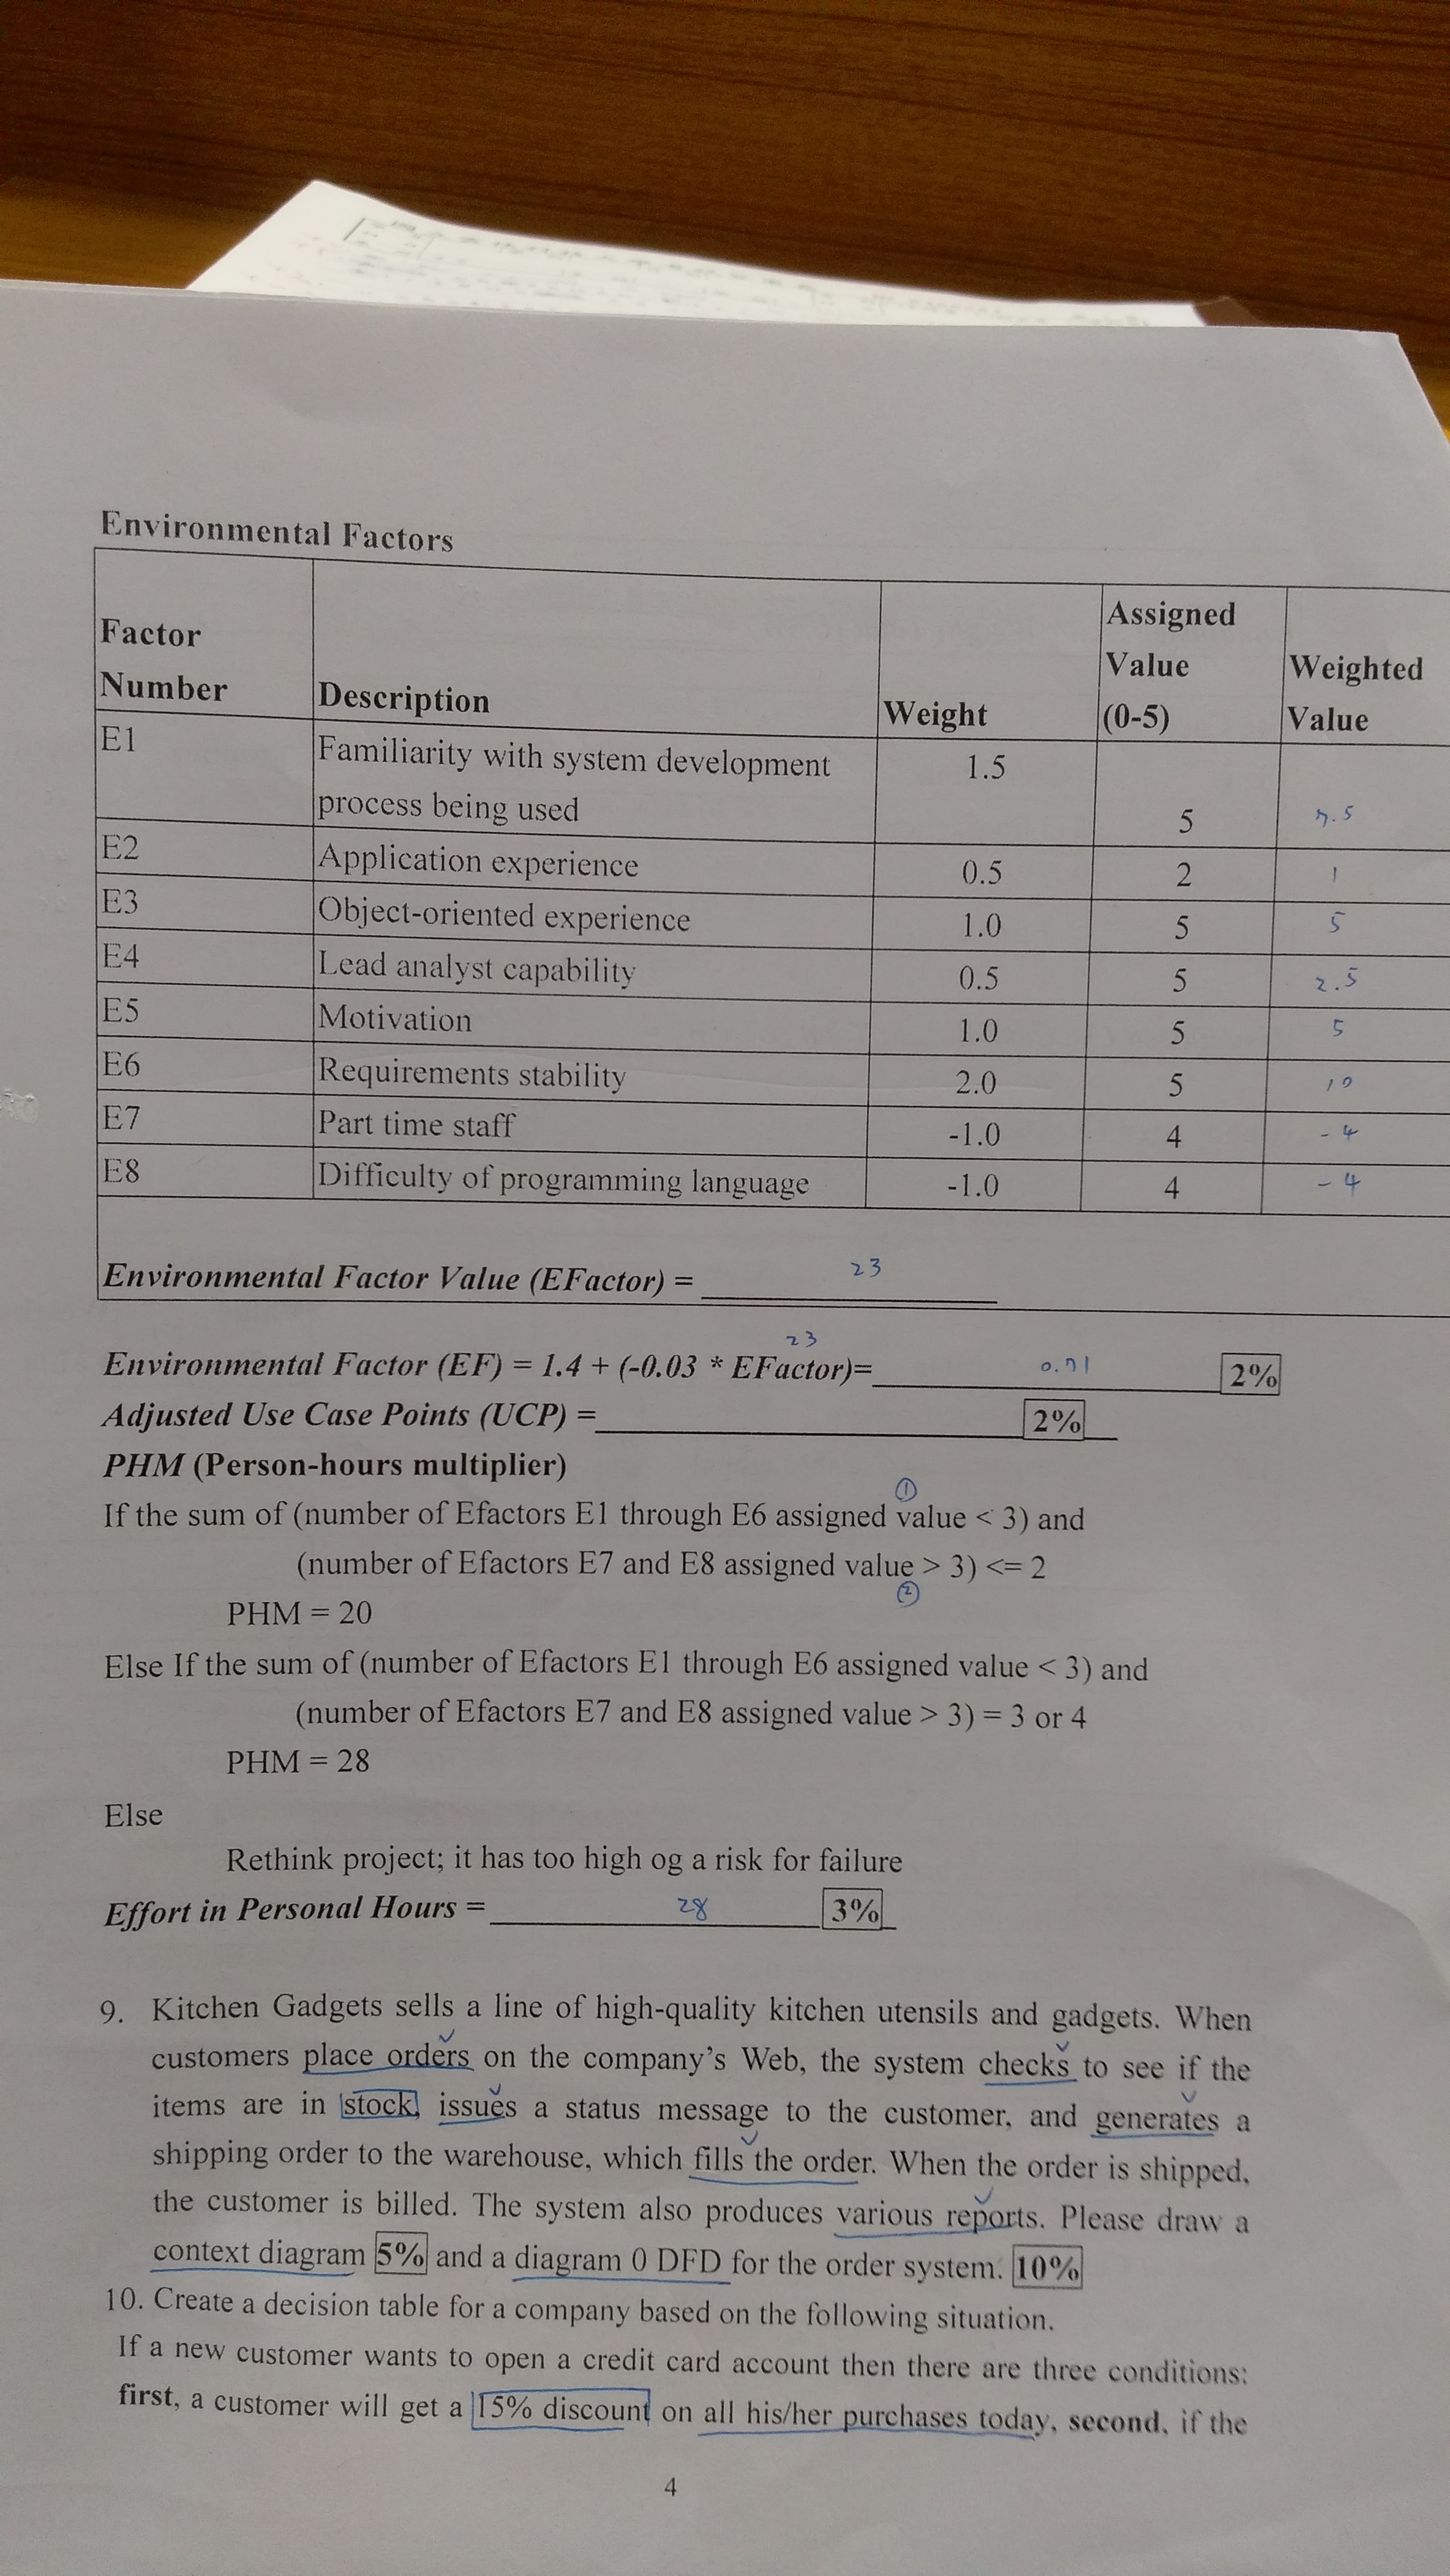 Environmental Factors
Factor Number Description Weight Assigned Value (0-5) Weighted Value
E1 Familiarity with system development process being used 1.5 5 7.5
E2 Application experience 0.5 2 1
E3 Object-oriented experience 1.0 5 5
E4 Lead analyst capability 0.5 5 2.5
E5 Motivation 1.0 5 5
E6 Requirements stability 2.0 5 10
E7 Part time staff -1.0 4 -4
E8 Difficulty of programming language -1.0 4 -4
Environmental Factor Value (EFactor) = 23
23
Environmental Factor (EF) = 1.4 + (-0.03 * EFactor)= 0.71 2%
Adjusted Use Case Points (UCP) = 2%
PHM (Person-hours multiplier)
①
If the sum of (number of Efactors E1 through E6 assigned value < 3) and
(number of Efactors E7 and E8 assigned value > 3) <= 2
②
PHM = 20
Else If the sum of (number of Efactors E1 through E6 assigned value < 3) and
(number of Efactors E7 and E8 assigned value > 3) = 3 or 4
PHM = 28
Else
Rethink project; it has too high og a risk for failure
Effort in Personal Hours = 28 3%
9. Kitchen Gadgets sells a line of high-quality kitchen utensils and gadgets. When
customers place orders on the company's Web, the system checks to see if the
items are in stock, issues a status message to the customer, and generates a
shipping order to the warehouse, which fills the order. When the order is shipped,
the customer is billed. The system also produces various reports. Please draw a
context diagram 5% and a diagram 0 DFD for the order system. 10%
10. Create a decision table for a company based on the following situation.
If a new customer wants to open a credit card account then there are three conditions:
first, a customer will get a 15% discount on all his/her purchases today, second, if the
4